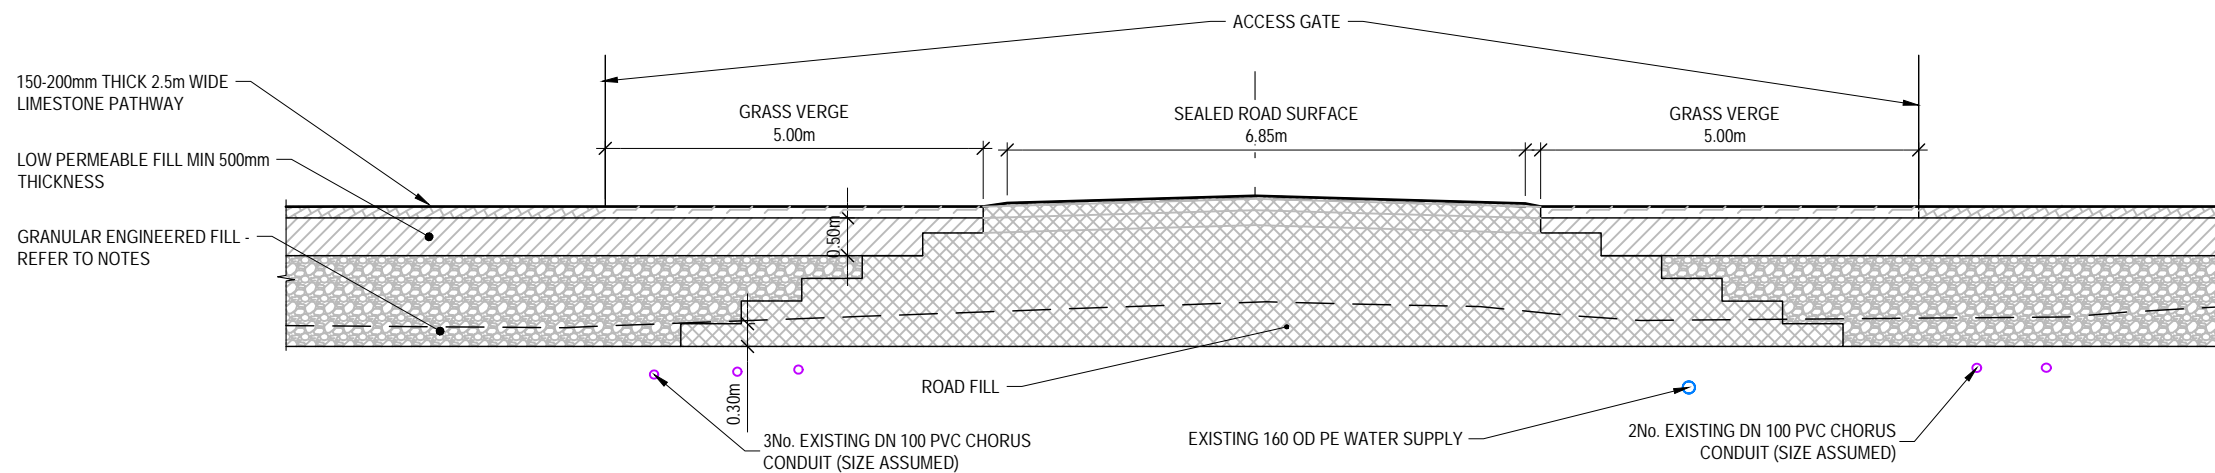 ACCESS GATE
150-200mm THICK 2.5m WIDE
LIMESTONE PATHWAY
GRASS VERGE
5.00m
SEALED ROAD SURFACE
6.85m
GRASS VERGE
5.00m
LOW PERMEABLE FILL MIN 500mm
THICKNESS
GRANULAR ENGINEERED FILL -
REFER TO NOTES
0.50m
0.30m
ROAD FILL
3No. EXISTING DN 100 PVC CHORUS
CONDUIT (SIZE ASSUMED)
EXISTING 160 OD PE WATER SUPPLY
2No. EXISTING DN 100 PVC CHORUS
CONDUIT (SIZE ASSUMED)